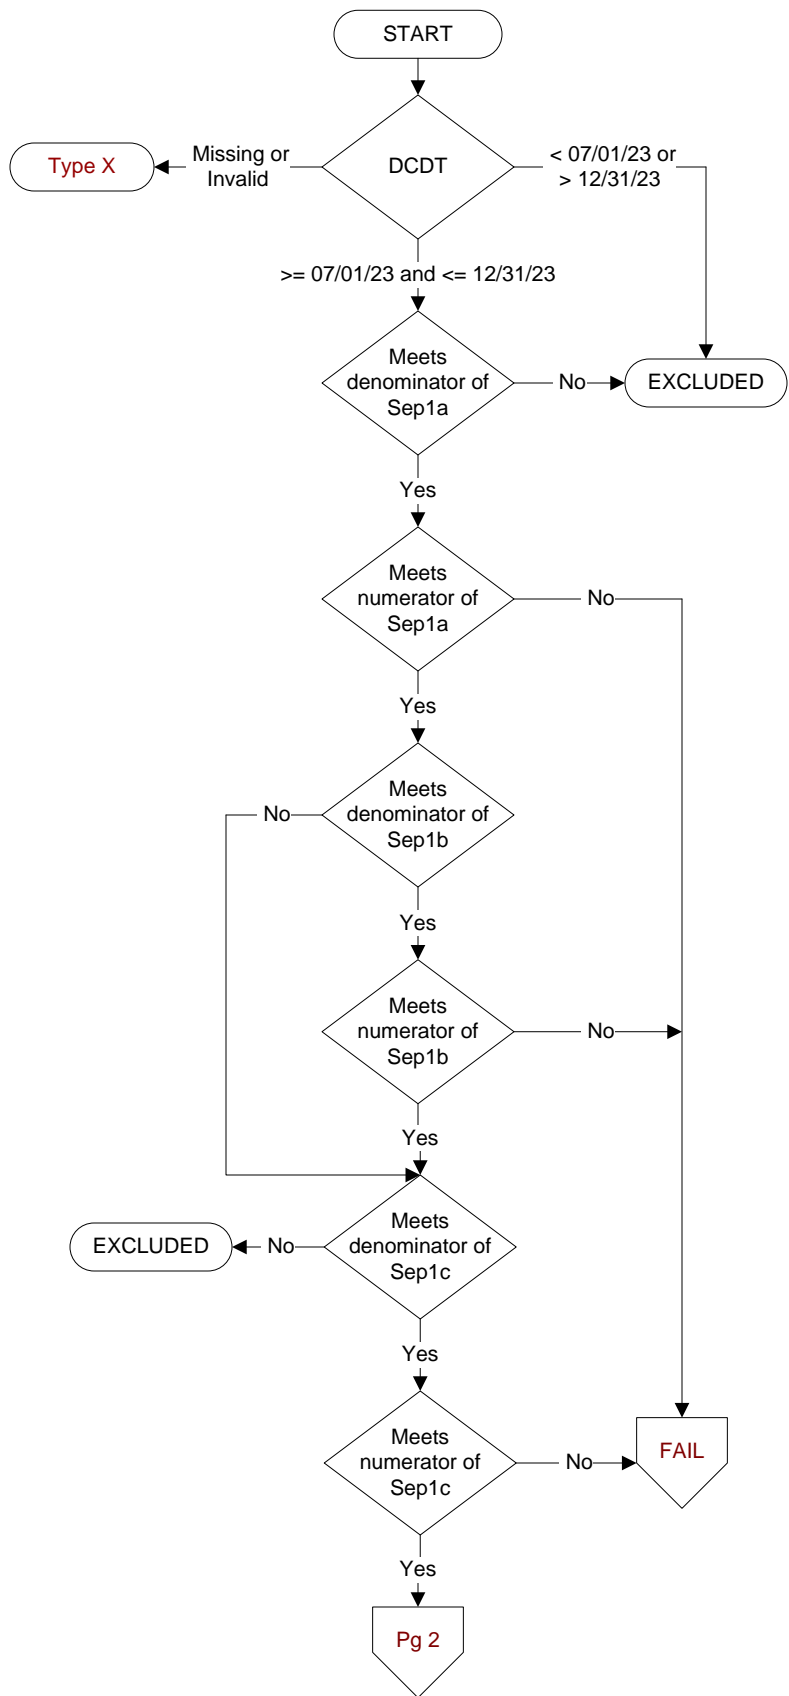 START
Type X
Missing or
Invalid
DCDT
< 07/01/23 or
> 12/31/23
>= 07/01/23 and <= 12/31/23
Meets
denominator of
Sep1a
No
EXCLUDED
Yes
Meets
numerator of
Sep1a
No
Yes
Meets
denominator of
Sep1b
No
Yes
Meets
numerator of
Sep1b
No
Yes
Meets
denominator of
Sep1c
No
EXCLUDED
Yes
Meets
numerator of
Sep1c
No
FAIL
Yes
Pg 2